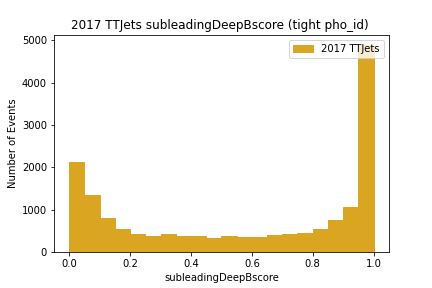 2017 TTJets subleadingDeepBscore (tight pho_id)
2017 TTJets
Number of Events
5000
4000
3000
2000
1000
0
0.0 0.2 0.4 0.6 0.8 1.0
subleadingDeepBscore